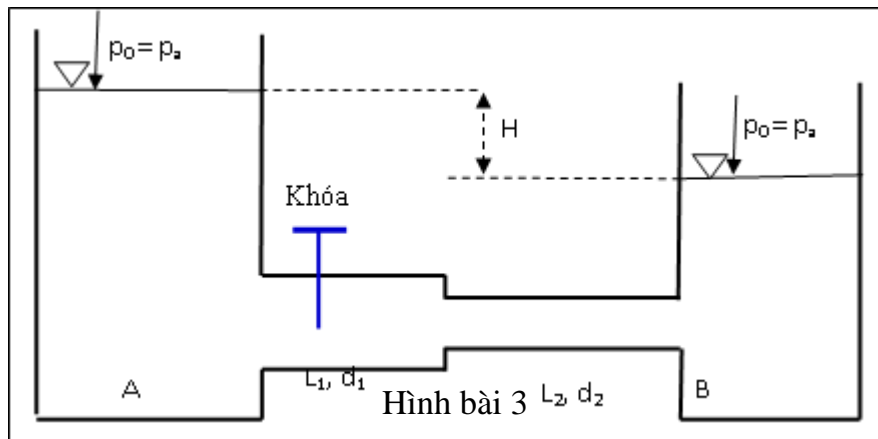 p₀= pₐ
H
p₀= pₐ
Khóa
A
L₁, d₁
Hình bài 3
L₂, d₂
B